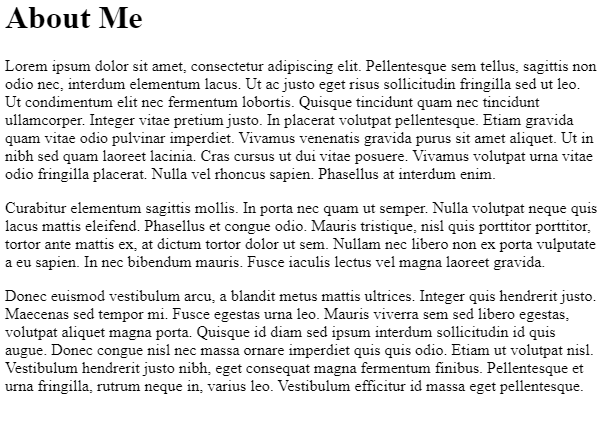 About Me
Lorem ipsum dolor sit amet, consectetur adipiscing elit. Pellentesque sem tellus, sagittis non
odio nec, interdum elementum lacus. Ut ac justo eget risus sollicitudin fringilla sed ut leo.
Ut condimentum elit nec fermentum lobortis. Quisque tincidunt quam nec tincidunt
ullamcorper. Integer vitae pretium justo. In placerat volutpat pellentesque. Etiam gravida
quam vitae odio pulvinar imperdiet. Vivamus venenatis gravida purus sit amet aliquet. Ut in
nibh sed quam laoreet lacinia. Cras cursus ut dui vitae posuere. Vivamus volutpat urna vitae
odio fringilla placerat. Nulla vel rhoncus sapien. Phasellus at interdum enim.
Curabitur elementum sagittis mollis. In porta nec quam ut semper. Nulla volutpat neque quis
lacus mattis eleifend. Phasellus et congue odio. Mauris tristique, nisl quis porttitor porttitor,
tortor ante mattis ex, at dictum tortor dolor ut sem. Nullam nec libero non ex porta vulputate
a eu sapien. In nec bibendum mauris. Fusce iaculis lectus vel magna laoreet gravida.
Donec euismod vestibulum arcu, a blandit metus mattis ultrices. Integer quis hendrerit justo.
Maecenas sed tempor mi. Fusce egestas urna leo. Mauris viverra sem sed libero egestas,
volutpat aliquet magna porta. Quisque id diam sed ipsum interdum sollicitudin id quis
augue. Donec congue nisl nec massa ornare imperdiet quis quis odio. Etiam ut volutpat nisl.
Vestibulum hendrerit justo nibh, eget consequat magna fermentum finibus. Pellentesque et
urna fringilla, rutrum neque in, varius leo. Vestibulum efficitur id massa eget pellentesque.